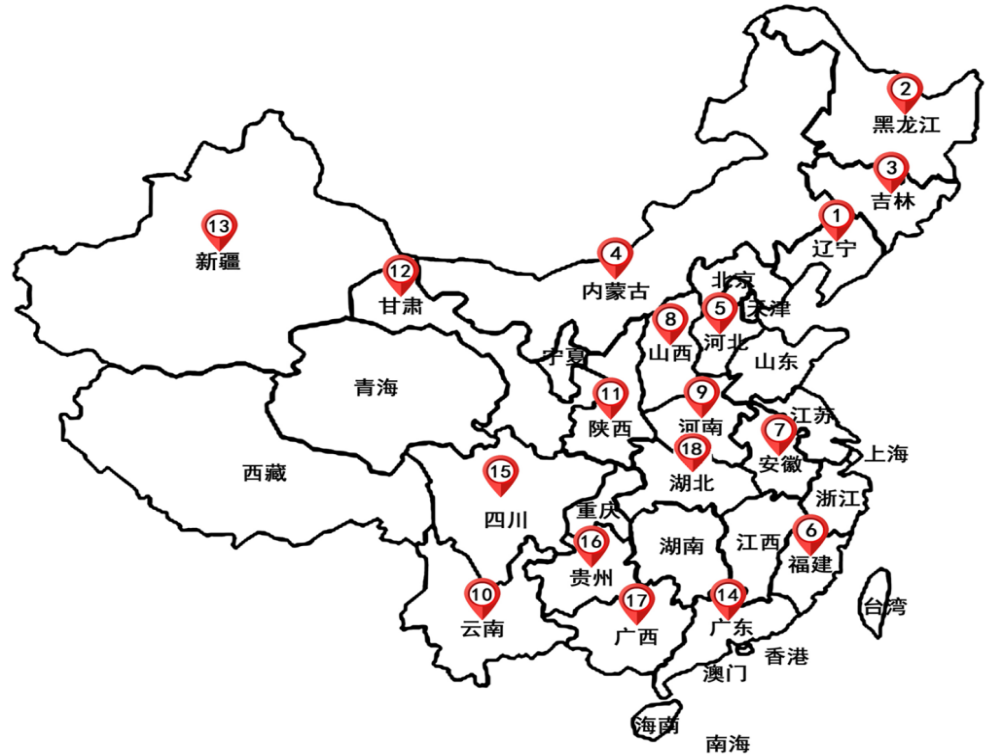 2
黑龙江
3
吉林
1
辽宁
13
新疆
4
内蒙古
12
甘肃
北京
天津
5
河北
8
山西
山东
宁夏
青海
11
陕西
9
河南
江苏
7
安徽
上海
18
湖北
西藏
15
四川
重庆
浙江
6
福建
江西
湖南
16
贵州
10
云南
17
广西
14
广东
台湾
香港
澳门
海南
南海